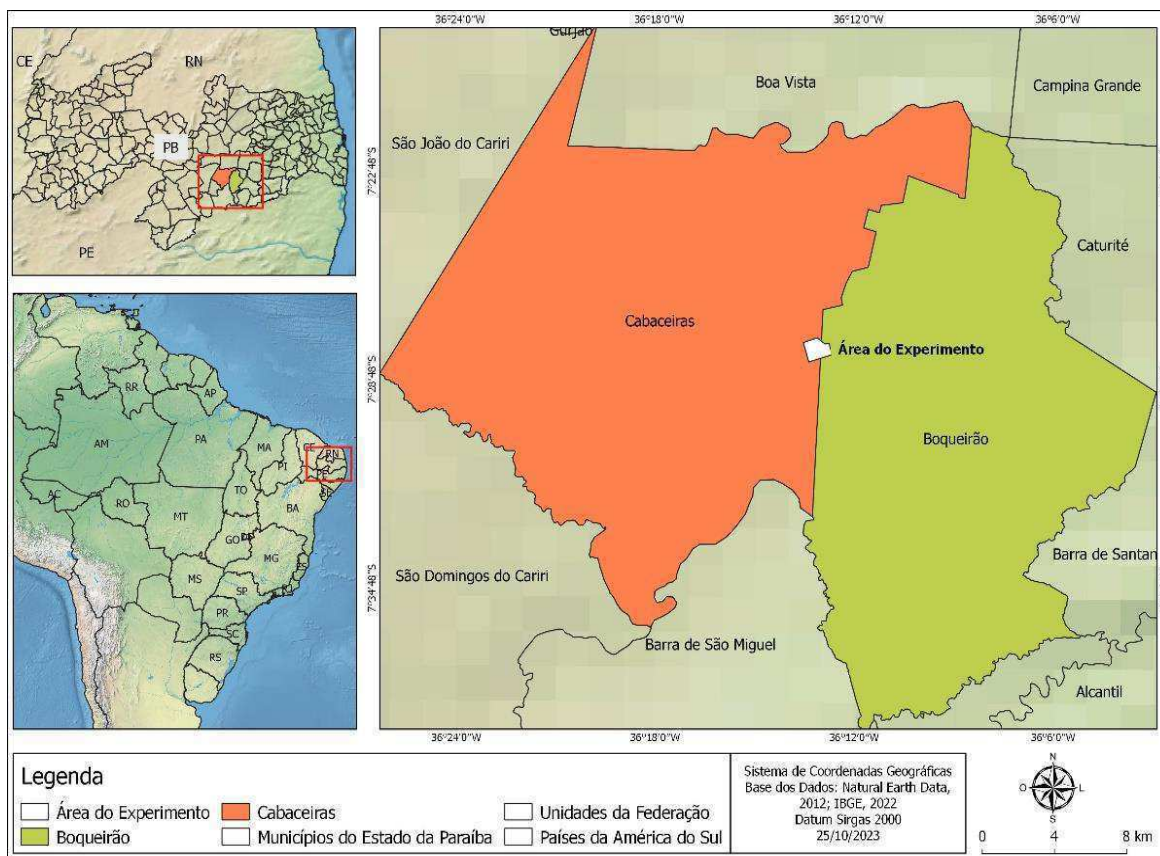 CE
RN
PB
PE
RR
AP
AM
PA
MA
CE
RN
PI
PE
AC
RO
TO
BA
MT
GO
MG
ES
MS
SP
RJ
PR
SC
RS
36°24'0"W
36°18'0"W
36°12'0"W
36°6'0"W
Gurjão
Boa Vista
Campina Grande
São João do Cariri
7°22'48"S
Caturité
Cabaceiras
Área do Experimento
7°28'48"S
Boqueirão
Barra de Santan
São Domingos do Cariri
7°34'48"S
Barra de São Miguel
Alcantil
36°24'0"W
36°18'0"W
36°12'0"W
36°6'0"W
Legenda
Área do Experimento
Cabaceiras
Unidades da Federação
Boqueirão
Municípios do Estado da Paraíba
Países da América do Sul
Sistema de Coordenadas Geográficas
Base dos Dados: Natural Earth Data,
2012; IBGE, 2022
Datum Sirgas 2000
25/10/2023
N
O
L
S
0 4 8 km